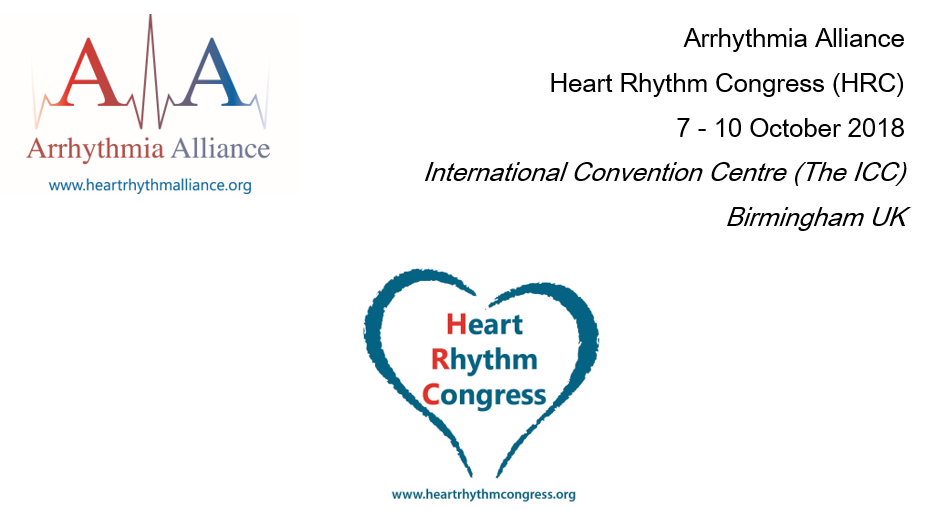 A A
Arrhythmia Alliance
www.heartrhythmalliance.org
Arrhythmia Alliance
Heart Rhythm Congress (HRC)
7 - 10 October 2018
International Convention Centre (The ICC)
Birmingham UK
Heart
Rhythm
Congress
www.heartrhythmcongress.org